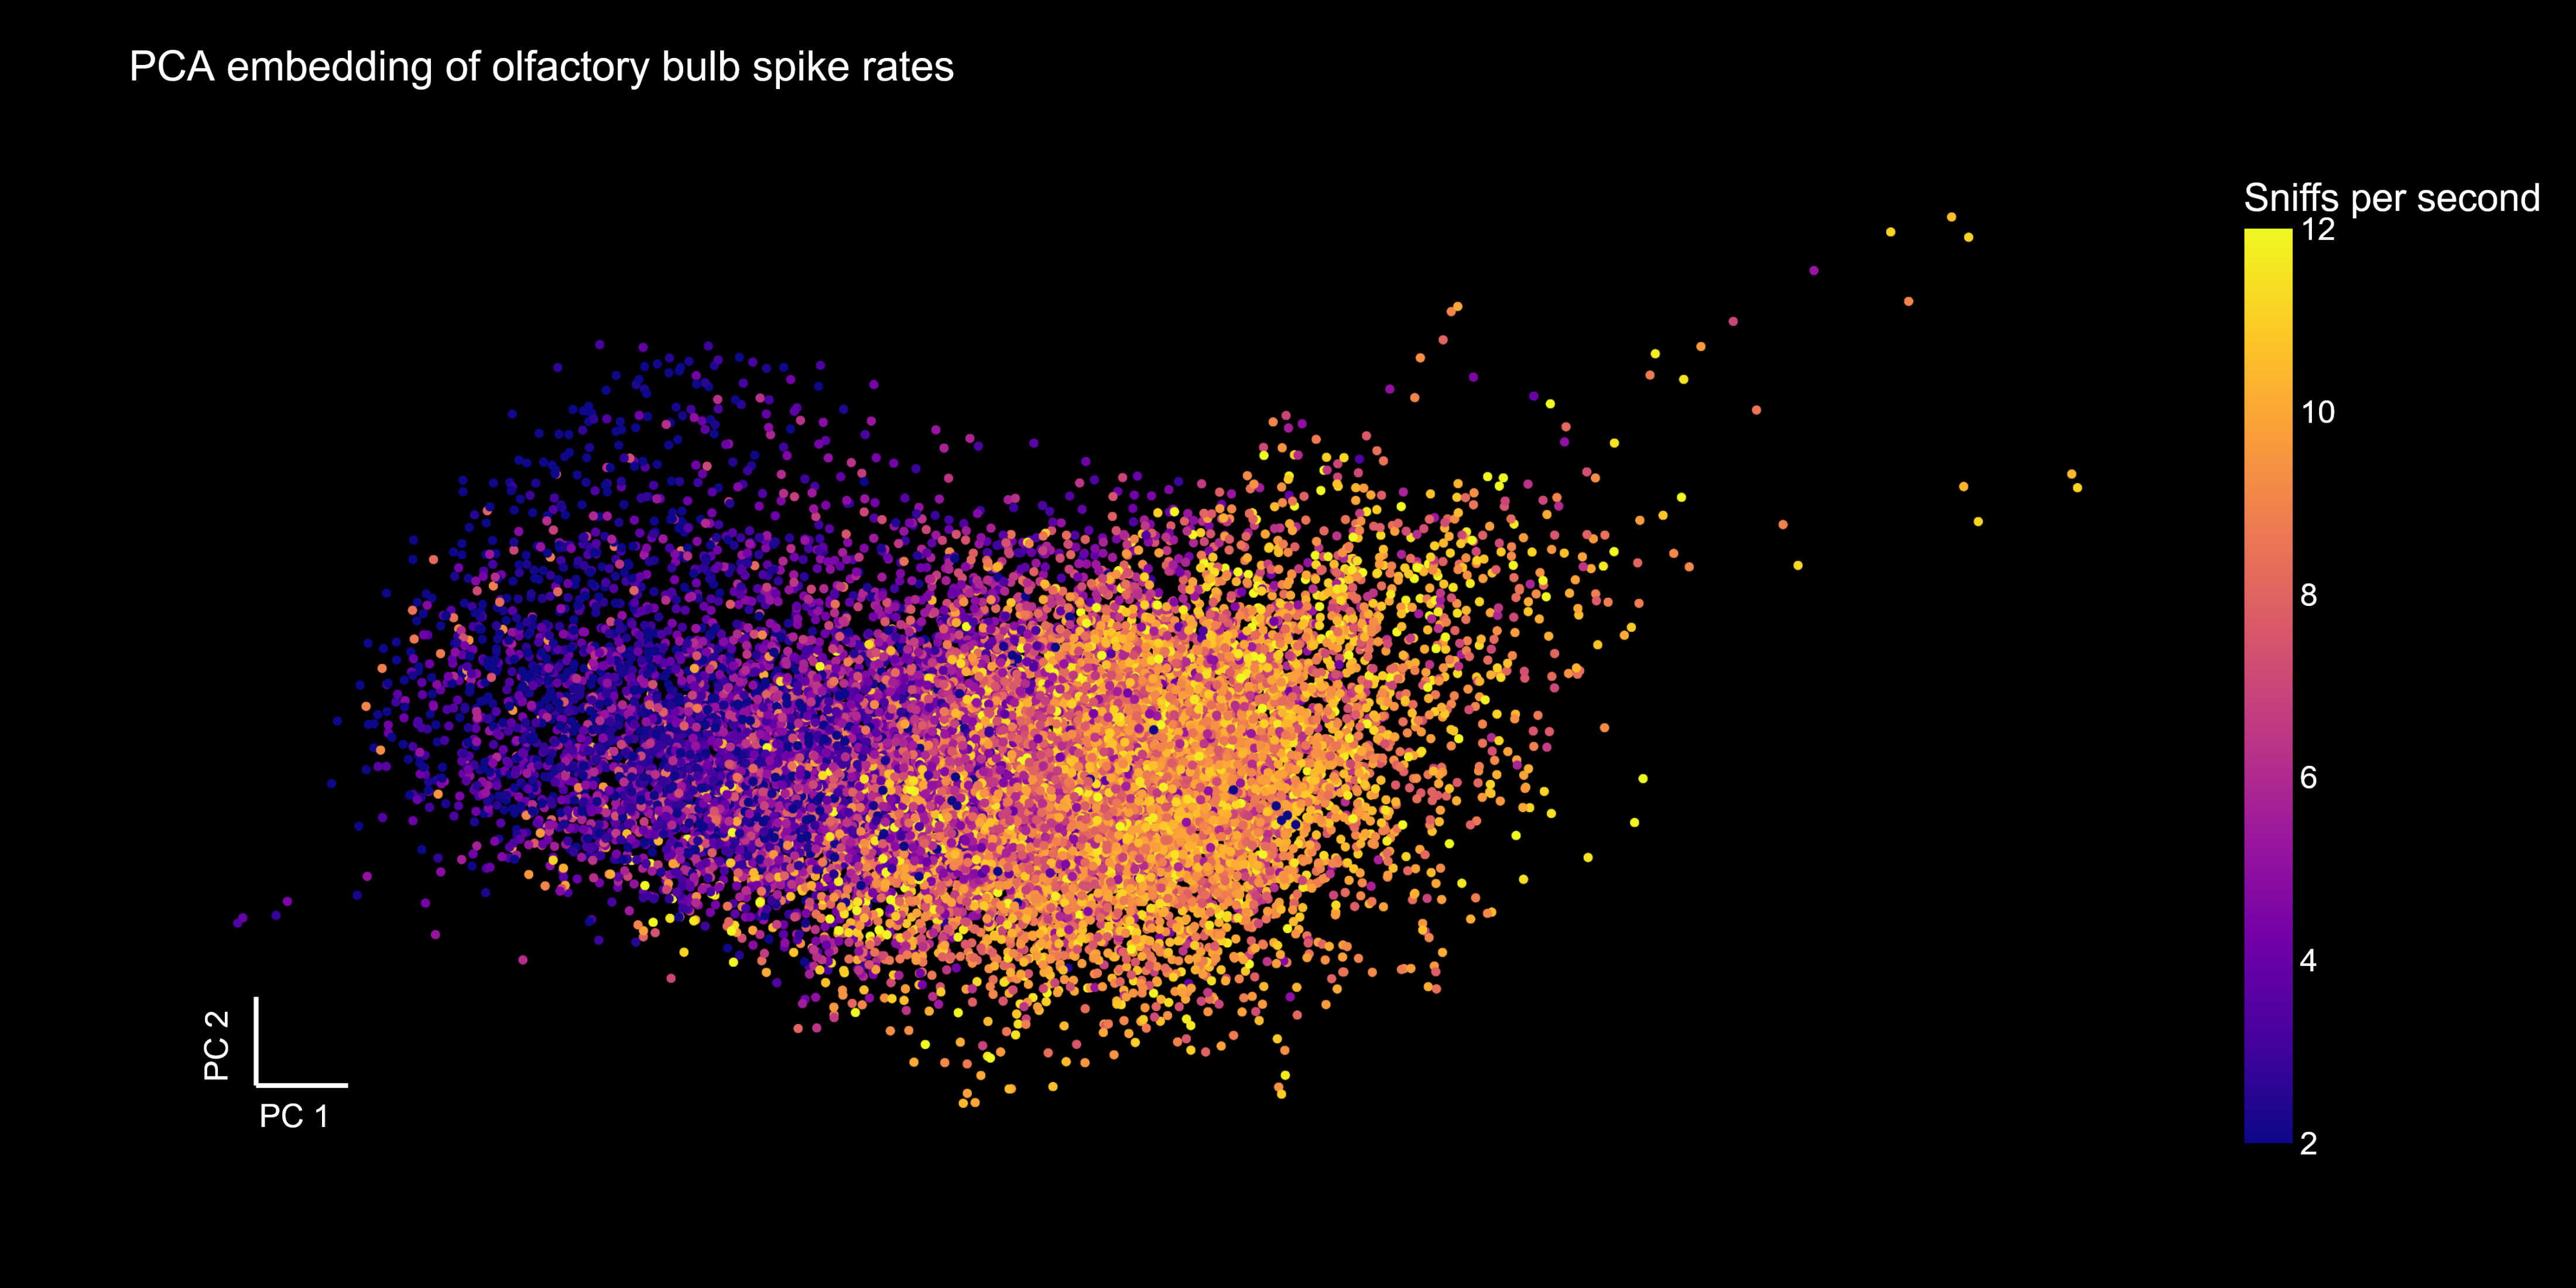 PCA embedding of olfactory bulb spike rates
Sniffs per second
12
10
8
6
4
2
PC 2
PC 1